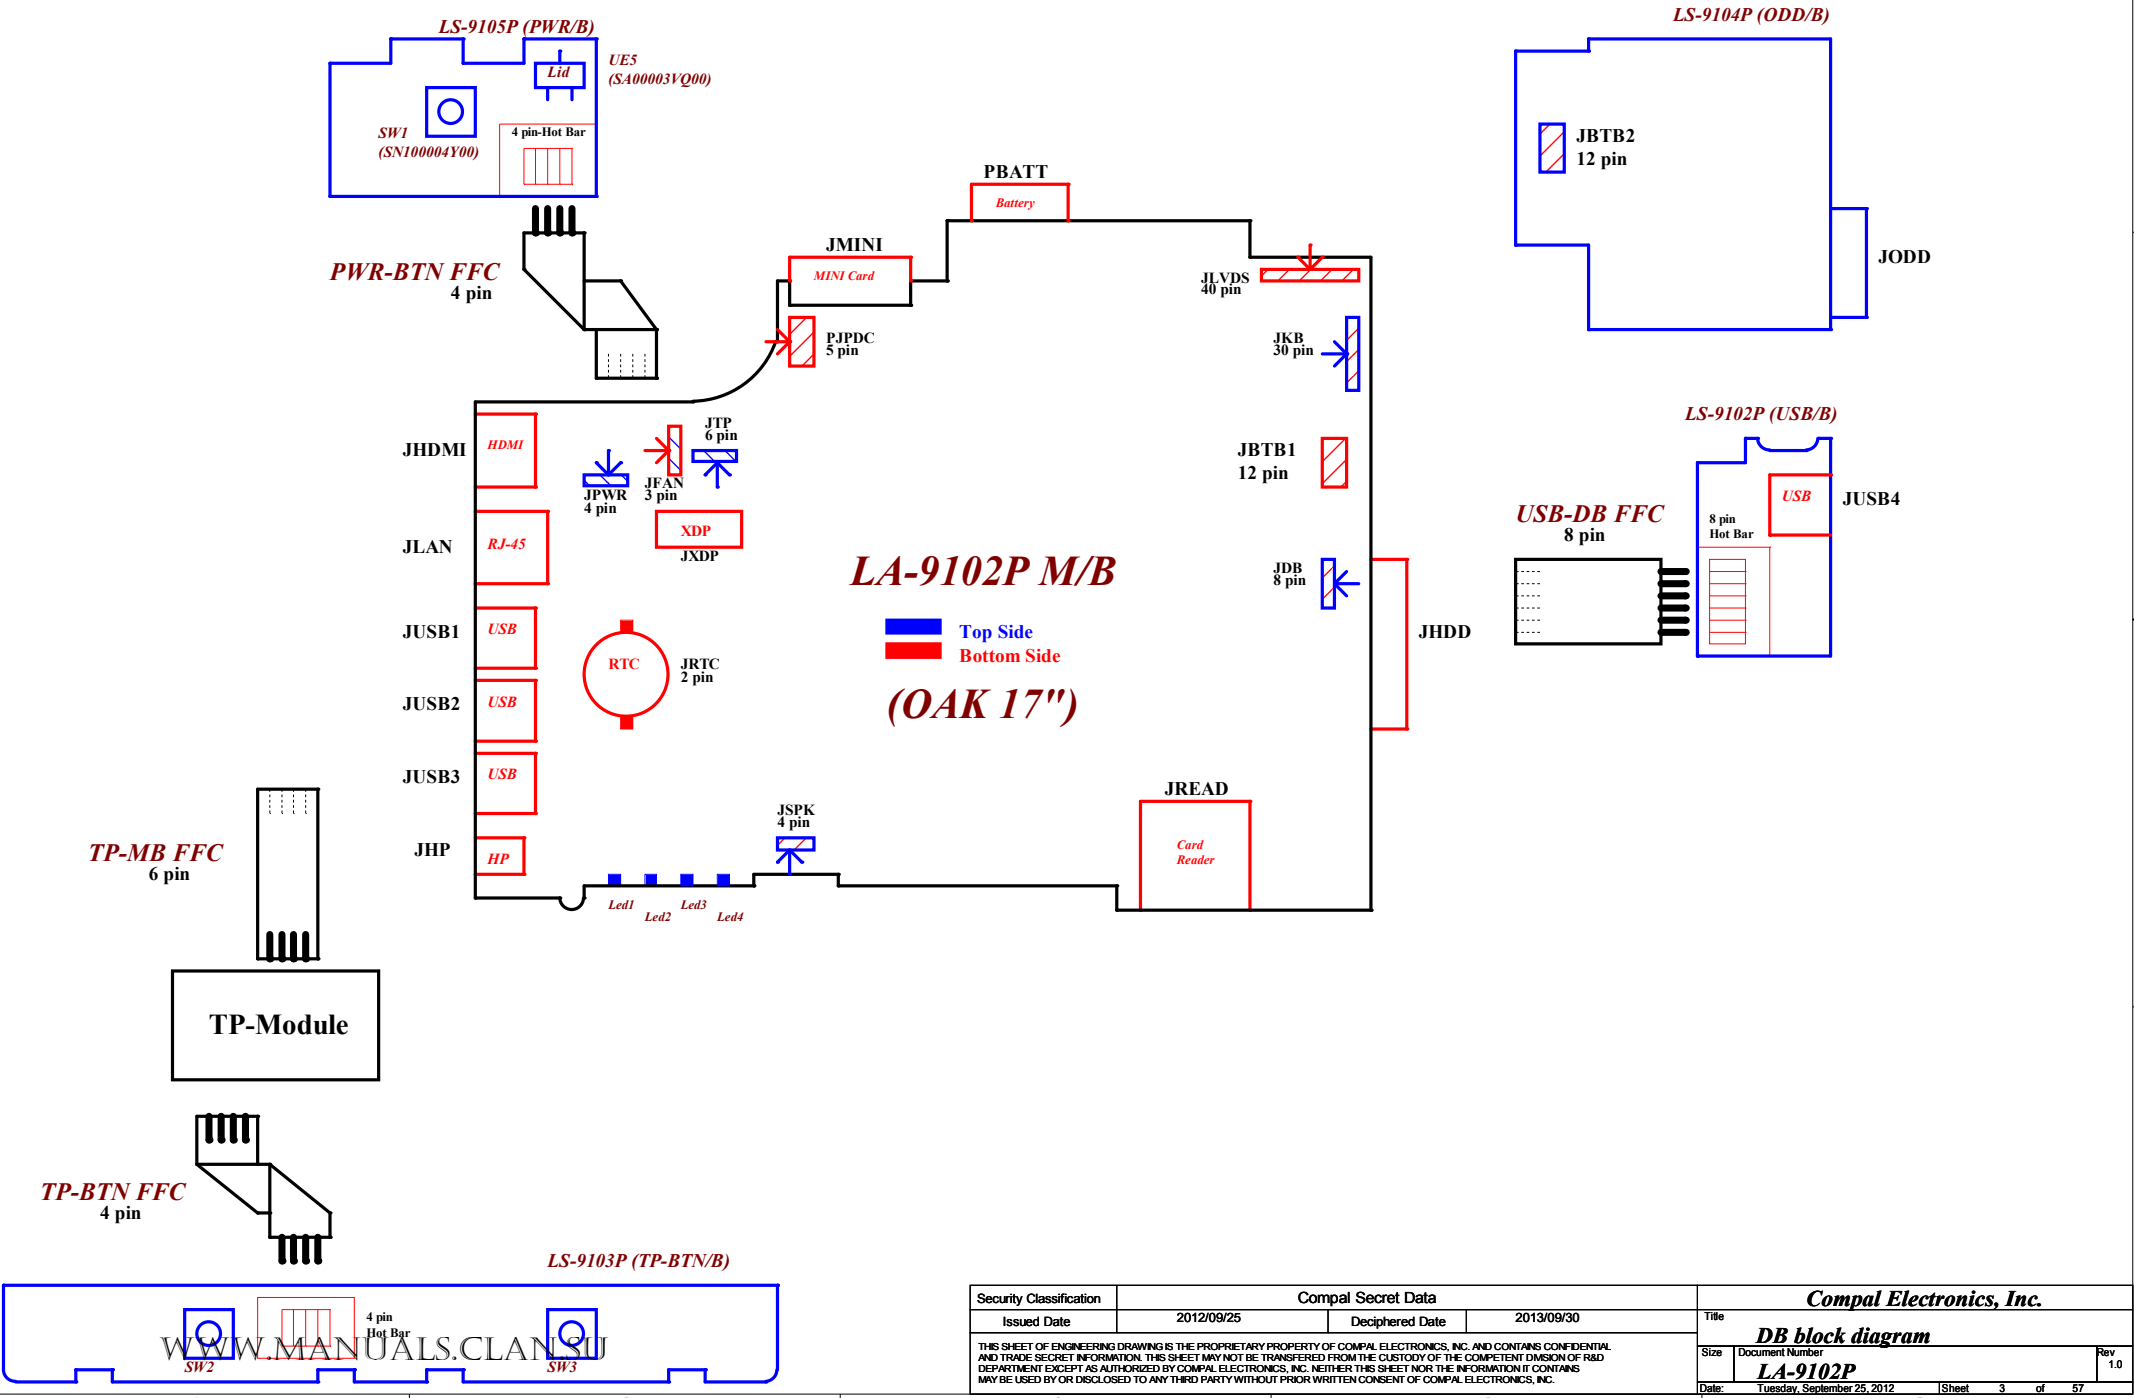 LS-9105P (PWR/B)
Lid
UE5
(SA00003VQ00)
SW1
(SN100004Y00)
4 pin-Hot Bar
PWR-BTN FFC
4 pin
LS-9104P (ODD/B)
JBTB2
12 pin
JODD
PBATT
Battery
JMINI
MINI Card
PJPDC
5 pin
JLVDS
40 pin
JKB
30 pin
JHDMI
HDMI
JPWR
4 pin
JFAN
3 pin
JTP
6 pin
JBTB1
12 pin
JLAN
RJ-45
XDP
JXDP
LA-9102P M/B
Top Side
Bottom Side
(OAK 17")
JDB
8 pin
JHDD
LS-9102P (USB/B)
USB
JUSB4
8 pin
Hot Bar
USB-DB FFC
8 pin
JUSB1
USB
RTC
JRTC
2 pin
JUSB2
USB
JUSB3
USB
JHP
HP
JSPK
4 pin
JREAD
Card
Reader
Led1
Led2
Led3
Led4
TP-MB FFC
6 pin
TP-Module
TP-BTN FFC
4 pin
LS-9103P (TP-BTN/B)
4 pin
Hot Bar
SW2
SW3
WWW.MANUALS.CLAN.SU
Security Classification
Compal Secret Data
Issued Date
2012/09/25
Deciphered Date
2013/09/30
THIS SHEET OF ENGINEERING DRAWING IS THE PROPRIETARY PROPERTY OF COMPAL ELECTRONICS, INC. AND CONTAINS CONFIDENTIAL
AND TRADE SECRET INFORMATION. THIS SHEET MAY NOT BE TRANSFERED FROM THE CUSTODY OF THE COMPETENT DIVISION OF R&D
DEPARTMENT EXCEPT AS AUTHORIZED BY COMPAL ELECTRONICS, INC. NEITHER THIS SHEET NOR THE INFORMATION IT CONTAINS
MAY BE USED BY OR DISCLOSED TO ANY THIRD PARTY WITHOUT PRIOR WRITTEN CONSENT OF COMPAL ELECTRONICS, INC.
Compal Electronics, Inc.
Title
DB block diagram
Size
Document Number
LA-9102P
Rev
1.0
Date:
Tuesday, September 25, 2012
Sheet 3 of 57